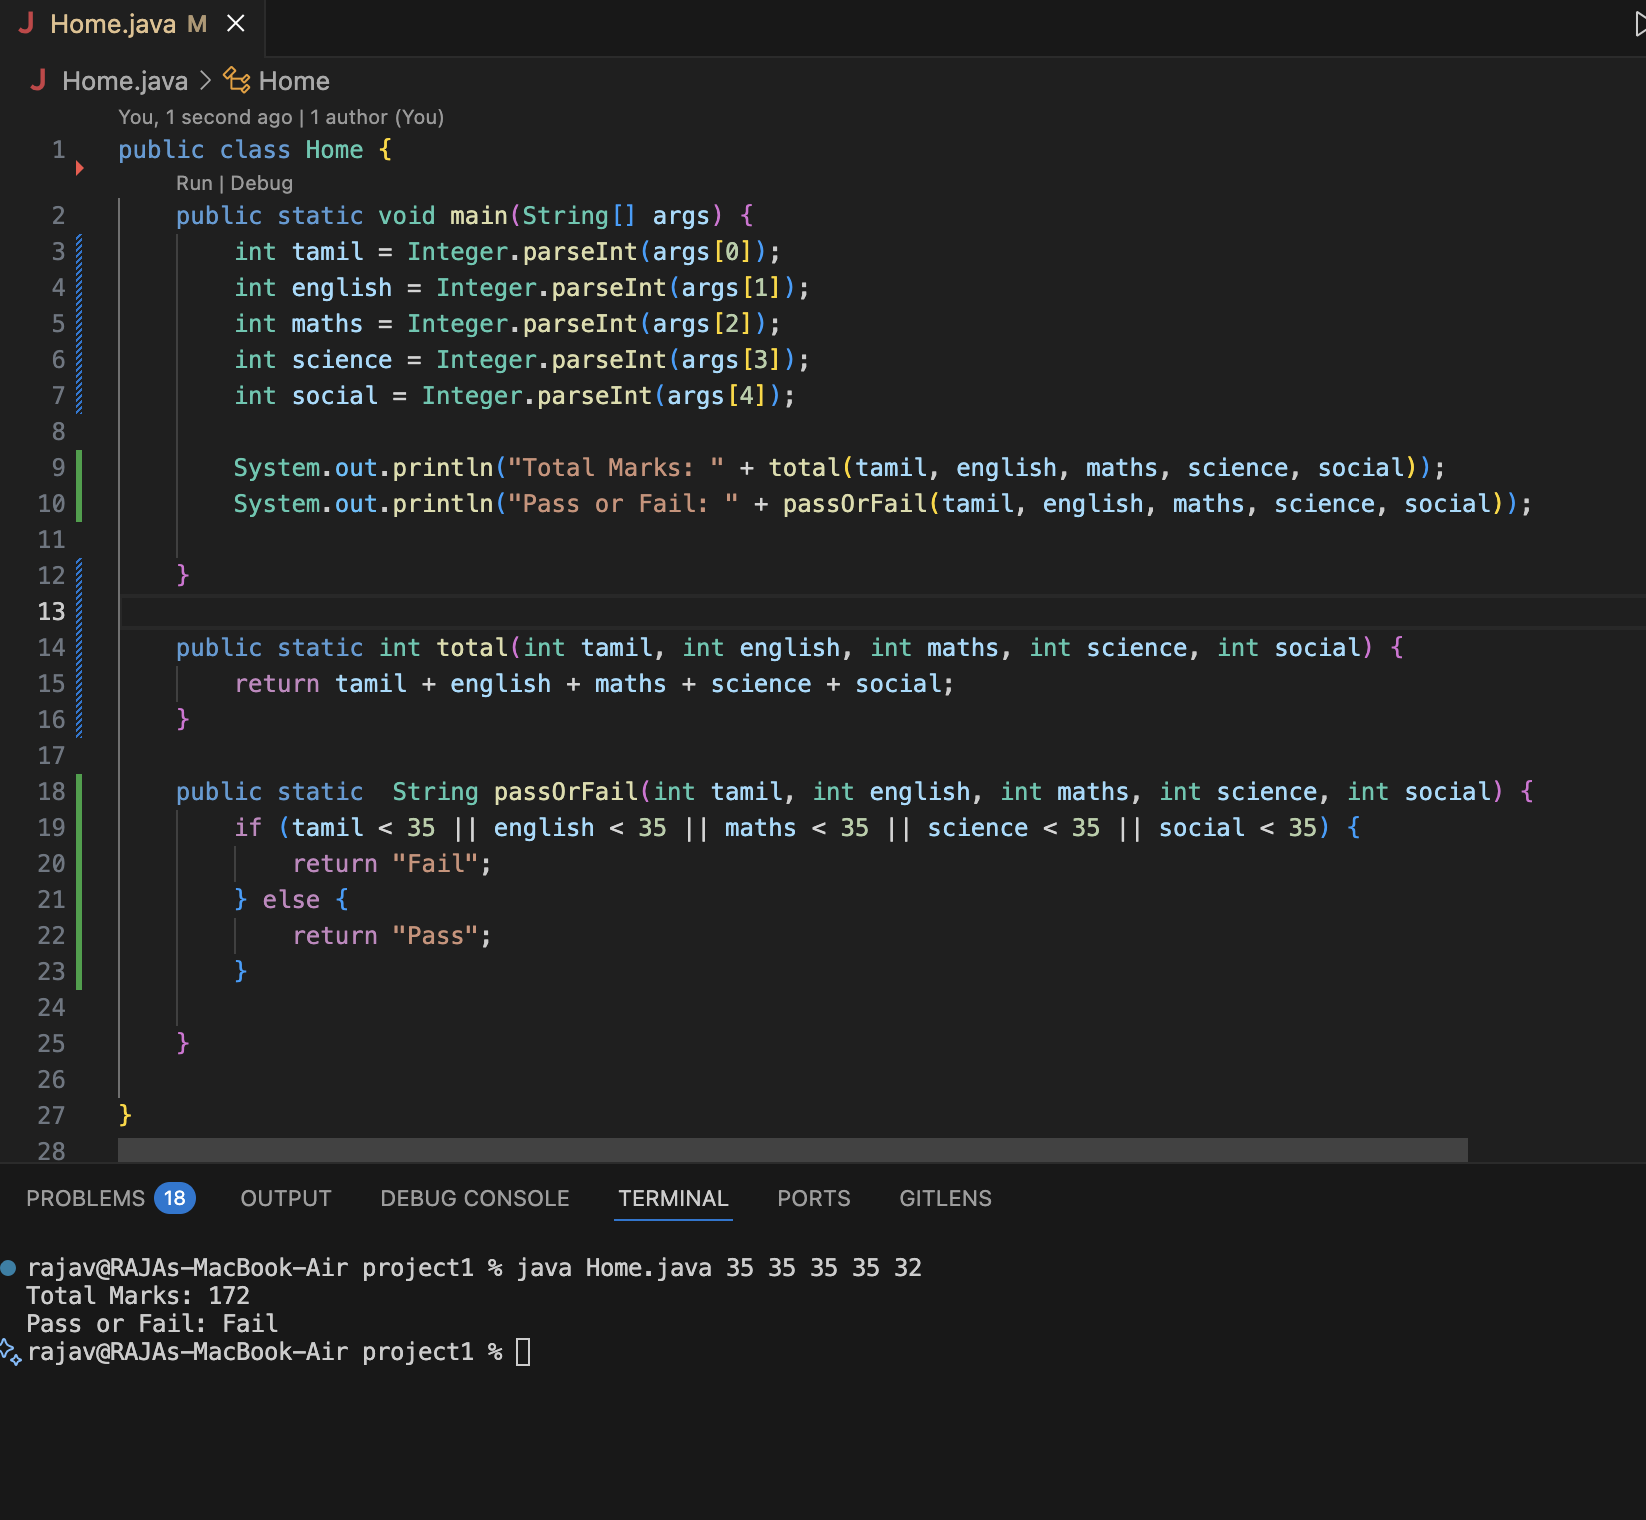 Home.java M
Home.java > Home
You, 1 second ago | 1 author (You)
1 public class Home {
Run | Debug
2     public static void main(String[] args) {
3         int tamil = Integer.parseInt(args[0]);
4         int english = Integer.parseInt(args[1]);
5         int maths = Integer.parseInt(args[2]);
6         int science = Integer.parseInt(args[3]);
7         int social = Integer.parseInt(args[4]);
8
9         System.out.println("Total Marks: " + total(tamil, english, maths, science, social));
10         System.out.println("Pass or Fail: " + passOrFail(tamil, english, maths, science, social));
11
12     }
13
14     public static int total(int tamil, int english, int maths, int science, int social) {
15         return tamil + english + maths + science + social;
16     }
17
18     public static  String passOrFail(int tamil, int english, int maths, int science, int social) {
19         if (tamil < 35 || english < 35 || maths < 35 || science < 35 || social < 35) {
20             return "Fail";
21         } else {
22             return "Pass";
23         }
24
25     }
26
27 }
28
PROBLEMS 18 OUTPUT DEBUG CONSOLE TERMINAL PORTS GITLENS
rajav@RAJAs-MacBook-Air project1 % java Home.java 35 35 35 35 32
Total Marks: 172
Pass or Fail: Fail
rajav@RAJAs-MacBook-Air project1 %